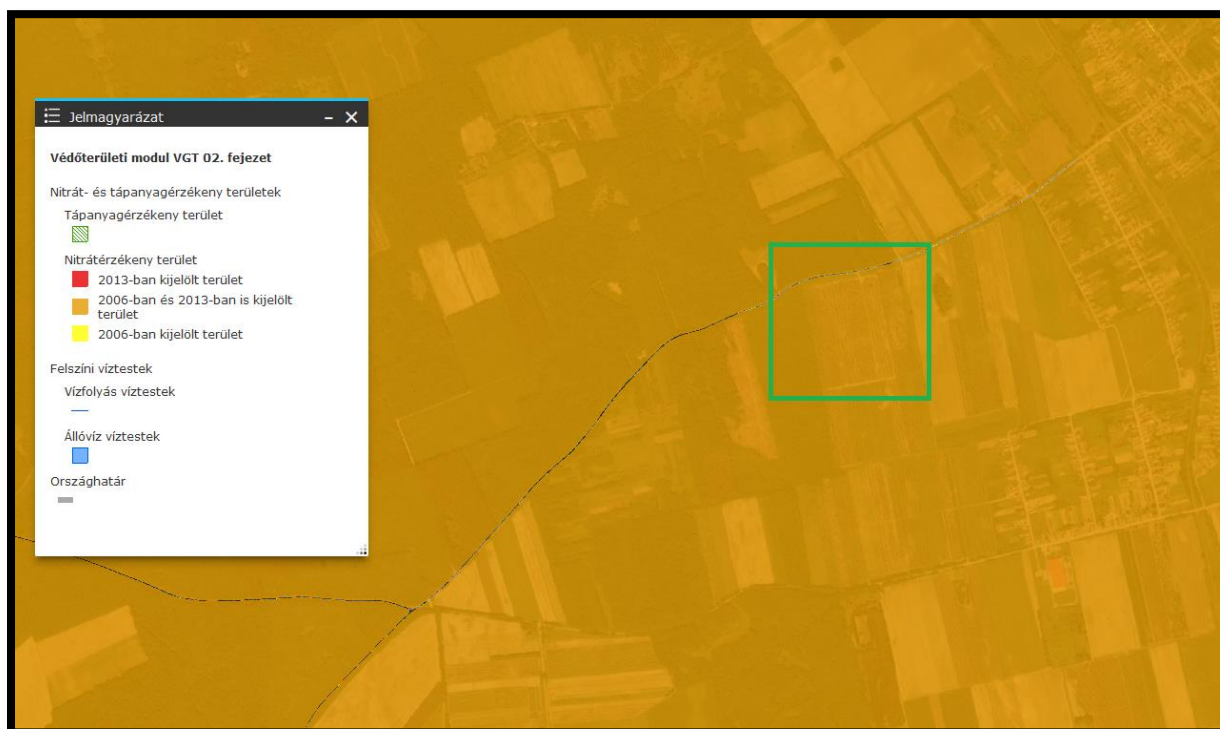 Jelmagyarázat
Védőterületi modul VGT 02. fejezet
Nitrát- és tápanyagérzékeny területek
Tápanyagérzékeny terület
Nitrátérzékeny terület
2013-ban kijelölt terület
2006-ban és 2013-ban is kijelölt
terület
2006-ban kijelölt terület
Felszíni víztestek
Vízfolyás víztestek
Állóvíz víztestek
Országhatár